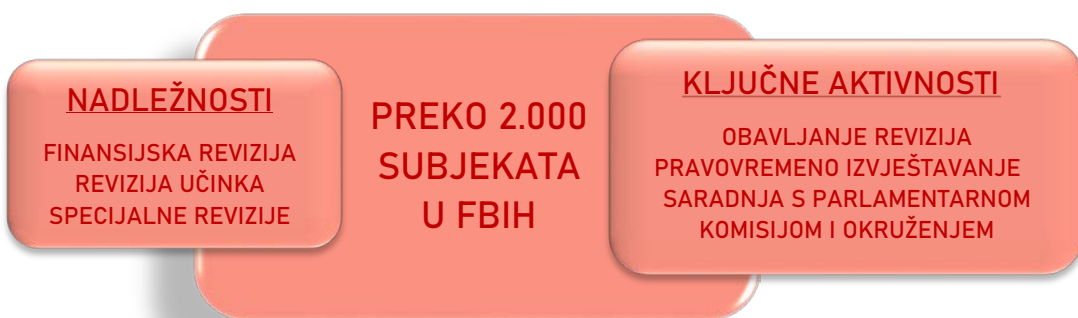 NADLEŽNOSTI
FINANSIJSKA REVIZIJA
REVIZIJA UČINKA
SPECIJALNE REVIZIJE
PREKO 2.000
SUBJEKATA
U FBIH
KLJUČNE AKTIVNOSTI
OBAVLJANJE REVIZIJA
PRAVOVREMENO IZVJEŠTAVANJE
SARADNJA S PARLAMENTARNOM
KOMISIJOM I OKRUŽENJEM